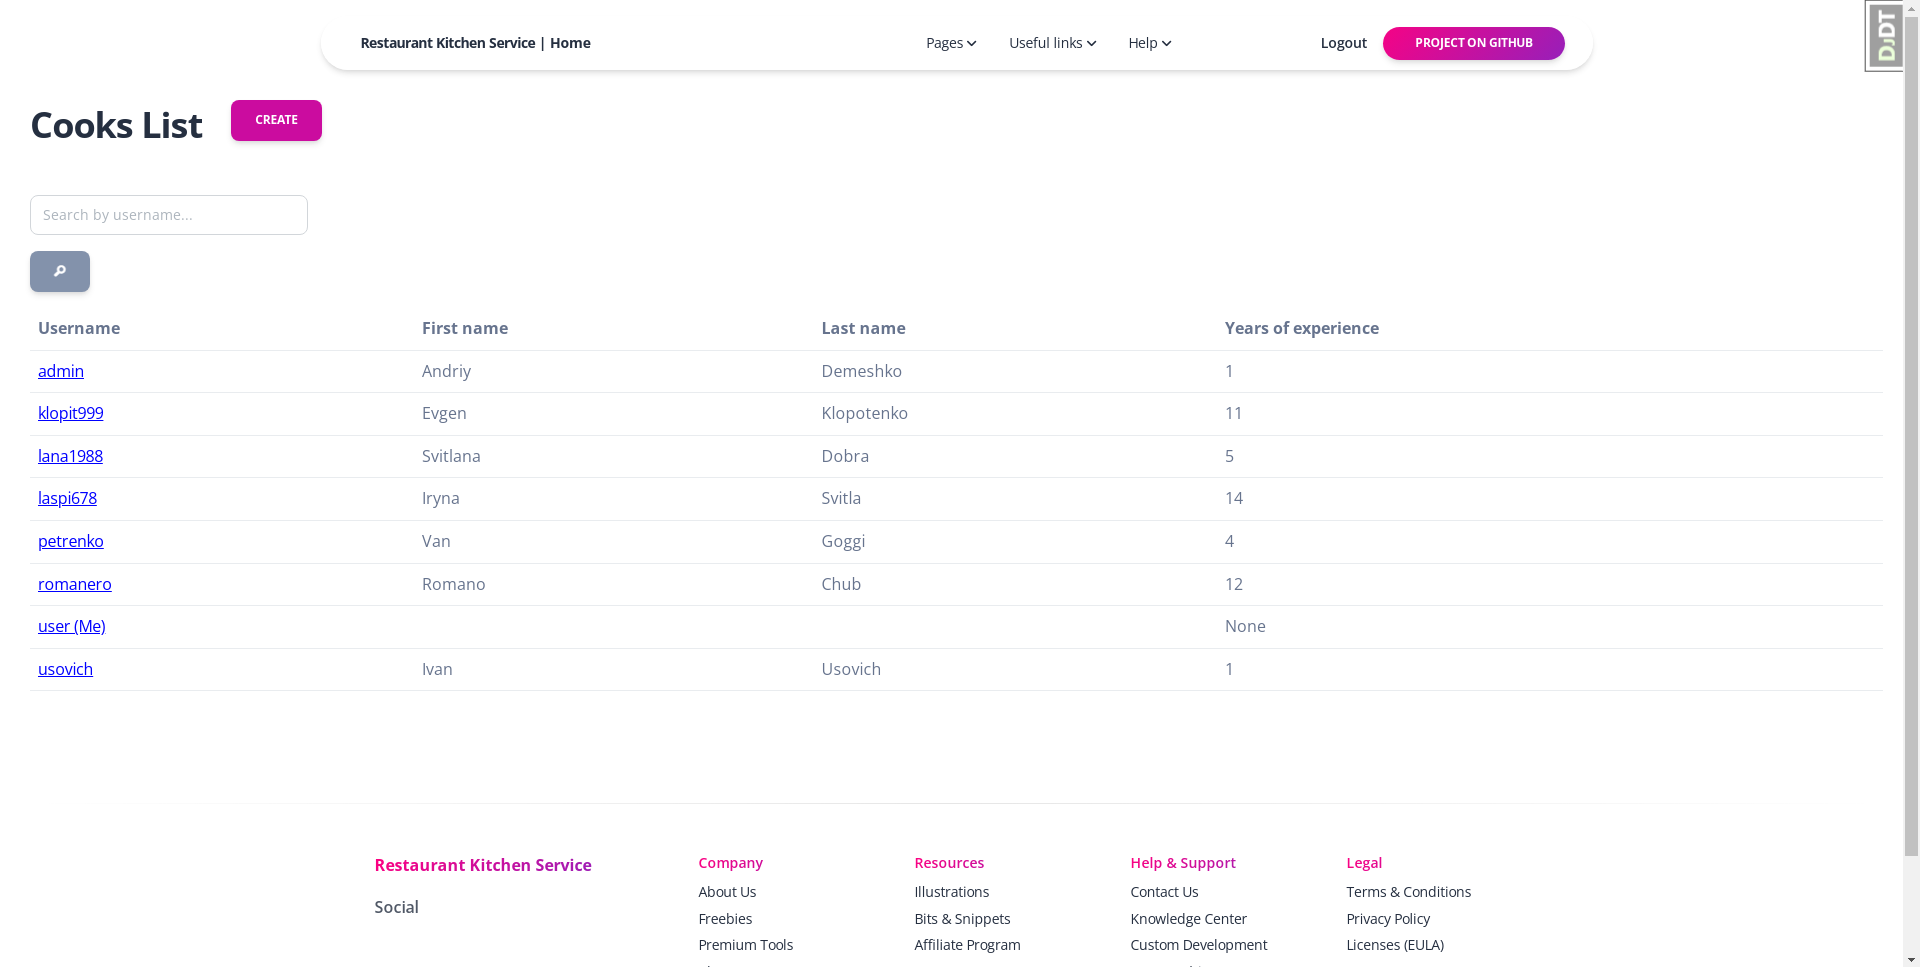 Restaurant Kitchen Service | Home Pages Useful links Help Logout PROJECT ON GITHUB
DJDT
Cooks List CREATE
Search by username...
Username First name Last name Years of experience
admin Andriy Demeshko 1
klopit999 Evgen Klopotenko 11
lana1988 Svitlana Dobra 5
laspi678 Iryna Svitla 14
petrenko Van Goggi 4
romanero Romano Chub 12
user (Me) None
usovich Ivan Usovich 1
Restaurant Kitchen Service
Social
Company
About Us
Freebies
Premium Tools
Resources
Illustrations
Bits & Snippets
Affiliate Program
Help & Support
Contact Us
Knowledge Center
Custom Development
Legal
Terms & Conditions
Privacy Policy
Licenses (EULA)